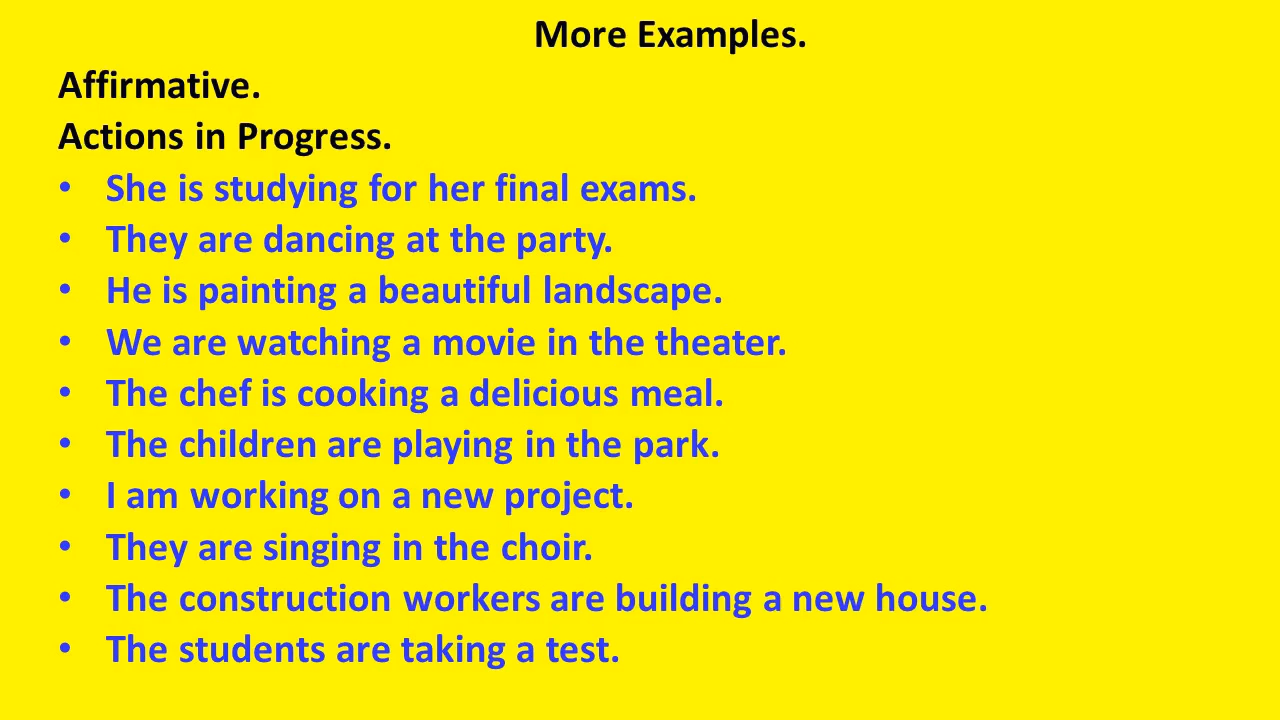 More Examples.
Affirmative.
Actions in Progress.
• She is studying for her final exams.
• They are dancing at the party.
• He is painting a beautiful landscape.
• We are watching a movie in the theater.
• The chef is cooking a delicious meal.
• The children are playing in the park.
• I am working on a new project.
• They are singing in the choir.
• The construction workers are building a new house.
• The students are taking a test.